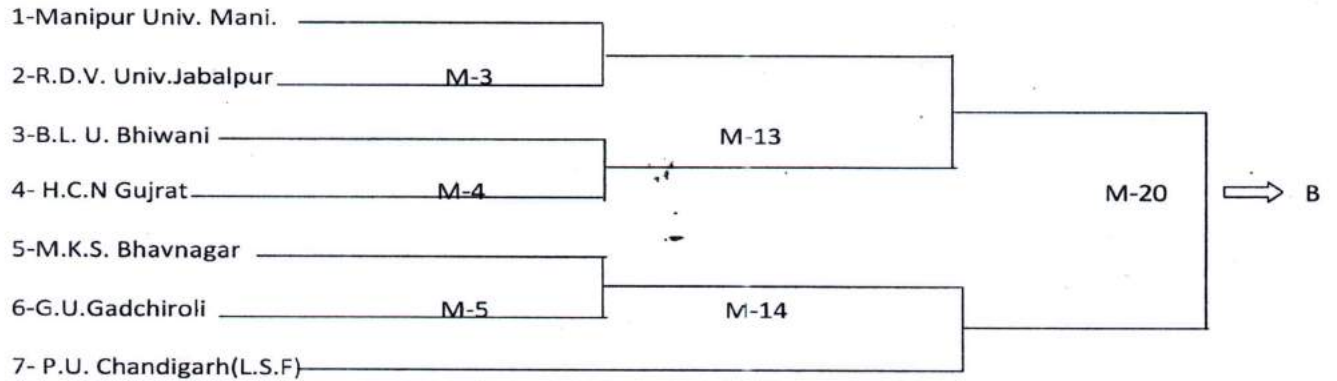 1-Manipur Univ. Mani.
2-R.D.V. Univ.Jabalpur M-3
3-B.L. U. Bhiwani M-13
4- H.C.N Gujrat M-4 M-20 B
5-M.K.S. Bhavnagar
6-G.U.Gadchiroli M-5 M-14
7- P.U. Chandigarh(L.S.F)